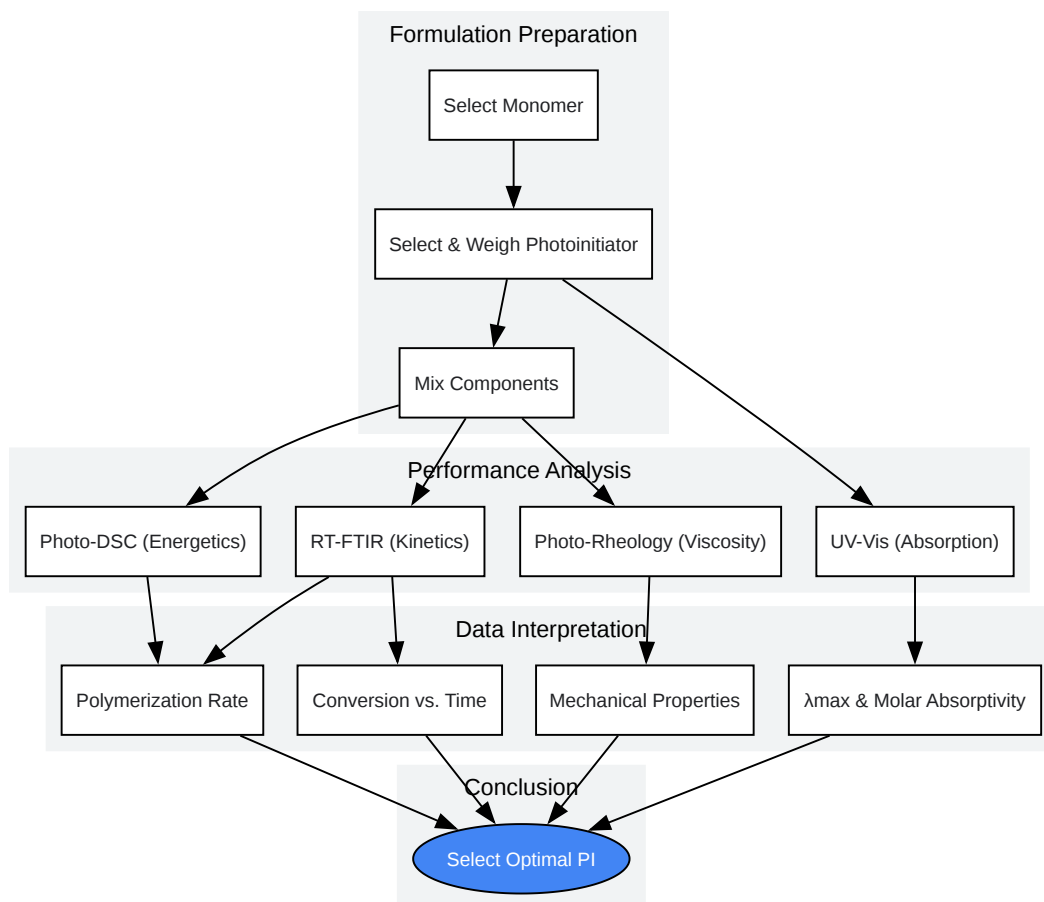 Formulation Preparation
Select Monomer
Select & Weigh Photoinitiator
Mix Components
Performance Analysis
Photo-DSC (Energetics)
RT-FTIR (Kinetics)
Photo-Rheology (Viscosity)
UV-Vis (Absorption)
Data Interpretation
Polymerization Rate
Conversion vs. Time
Mechanical Properties
λmax & Molar Absorptivity
Conclusion
Select Optimal PI